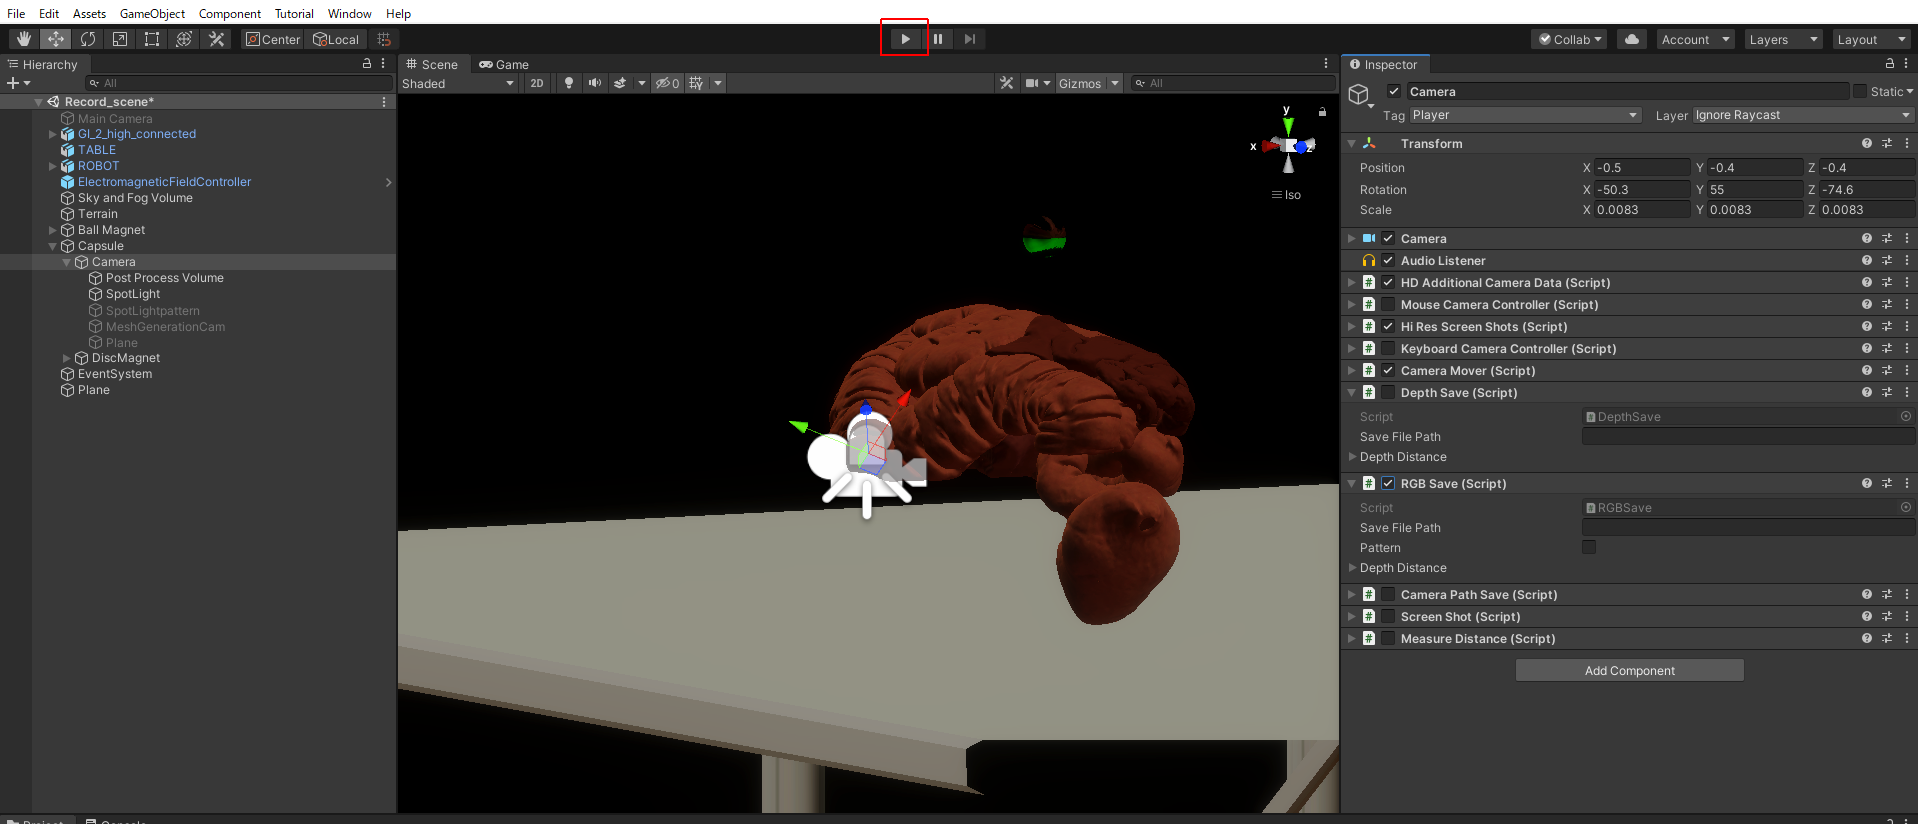 File Edit Assets GameObject Component Tutorial Window Help
Center Local Collab Account Layers Layout
Hierarchy
All
Record_scene*
Main Camera
GI_2_high_connected
TABLE
ROBOT
ElectromagneticFieldController
Sky and Fog Volume
Terrain
Ball Magnet
Capsule
Camera
Post Process Volume
SpotLight
SpotLightpattern
MeshGenerationCam
Plane
DiscMagnet
EventSystem
Plane
Scene Game
Shaded 2D 0 Gizmos All
y
x z
Iso
Inspector
Camera Static
Tag Player Layer Ignore Raycast
Transform
Position X -0.5 Y -0.4 Z -0.4
Rotation X -50.3 Y 55 Z -74.6
Scale X 0.0083 Y 0.0083 Z 0.0083
Camera
Audio Listener
HD Additional Camera Data (Script)
Mouse Camera Controller (Script)
Hi Res Screen Shots (Script)
Keyboard Camera Controller (Script)
Camera Mover (Script)
Depth Save (Script)
Script DepthSave
Save File Path
Depth Distance
RGB Save (Script)
Script RGBSave
Save File Path
Pattern
Depth Distance
Camera Path Save (Script)
Screen Shot (Script)
Measure Distance (Script)
Add Component
Project Console